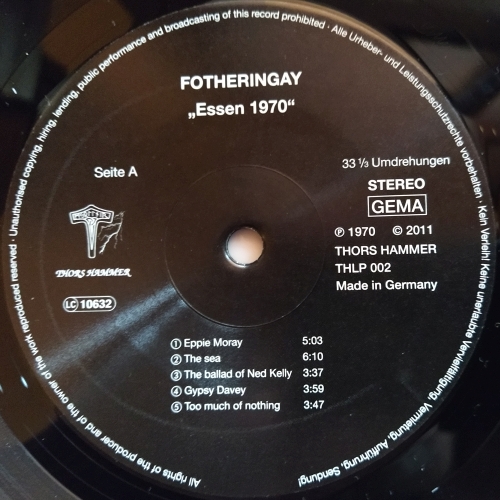 FOTHERINGAY
„Essen 1970“
Seite A
33 ⅓ Umdrehungen
STEREO
GEMA
℗ 1970 © 2011
THORS HAMMER
THLP 002
Made in Germany
THORS HAMMER
LC 10632
① Eppie Moray 5:03
② The sea 6:10
③ The ballad of Ned Kelly 3:37
④ Gypsy Davey 3:59
⑤ Too much of nothing 3:47
All rights of the producer and of the owner of the work reproduced reserved · Unauthorised copying, hiring, lending, public performance and broadcasting of this record prohibited · Alle Urheber- und Leistungsschutzrechte vorbehalten · Kein Verleih! Keine unerlaubte Vervielfältigung, Vermietung, Aufführung, Sendung!